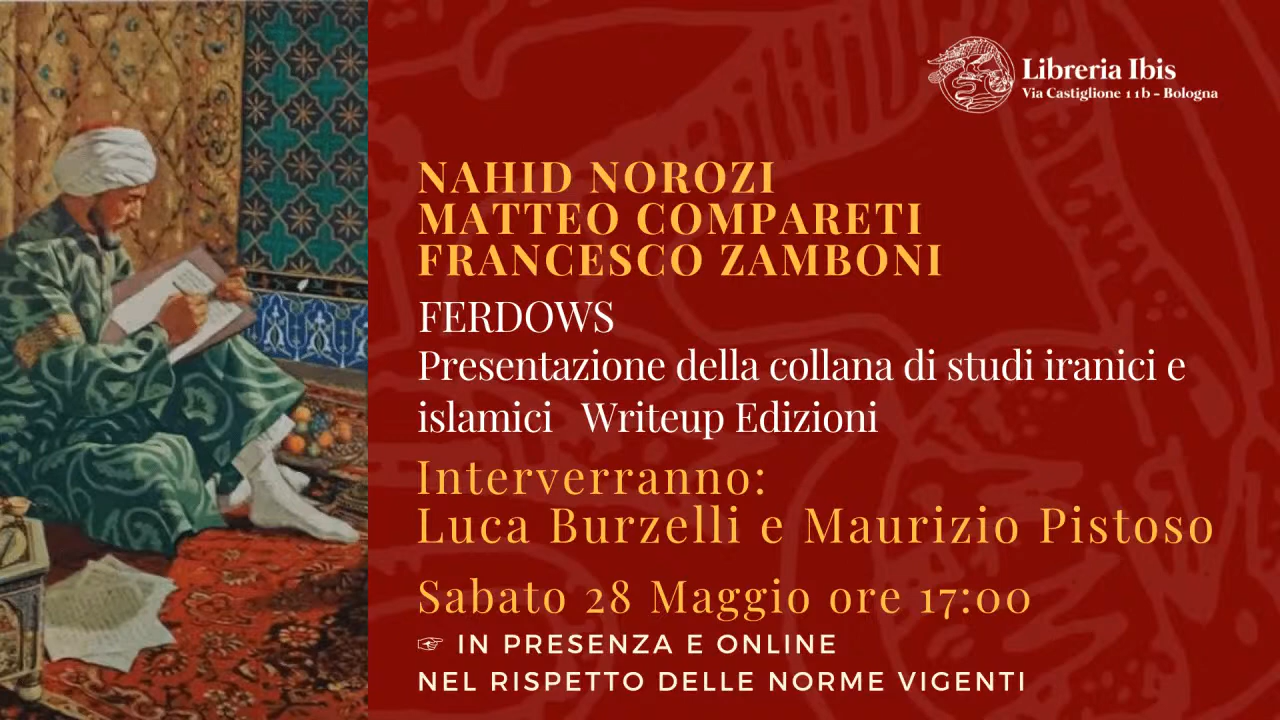 Libreria Ibis
Via Castiglione 11b - Bologna
NAHID NOROZI
MATTEO COMPARETI
FRANCESCO ZAMBONI
FERDOWS
Presentazione della collana di studi iranici e
islamici Writeup Edizioni
Interverranno:
Luca Burzelli e Maurizio Pistoso
Sabato 28 Maggio ore 17:00
☞ IN PRESENZA E ONLINE
NEL RISPETTO DELLE NORME VIGENTI